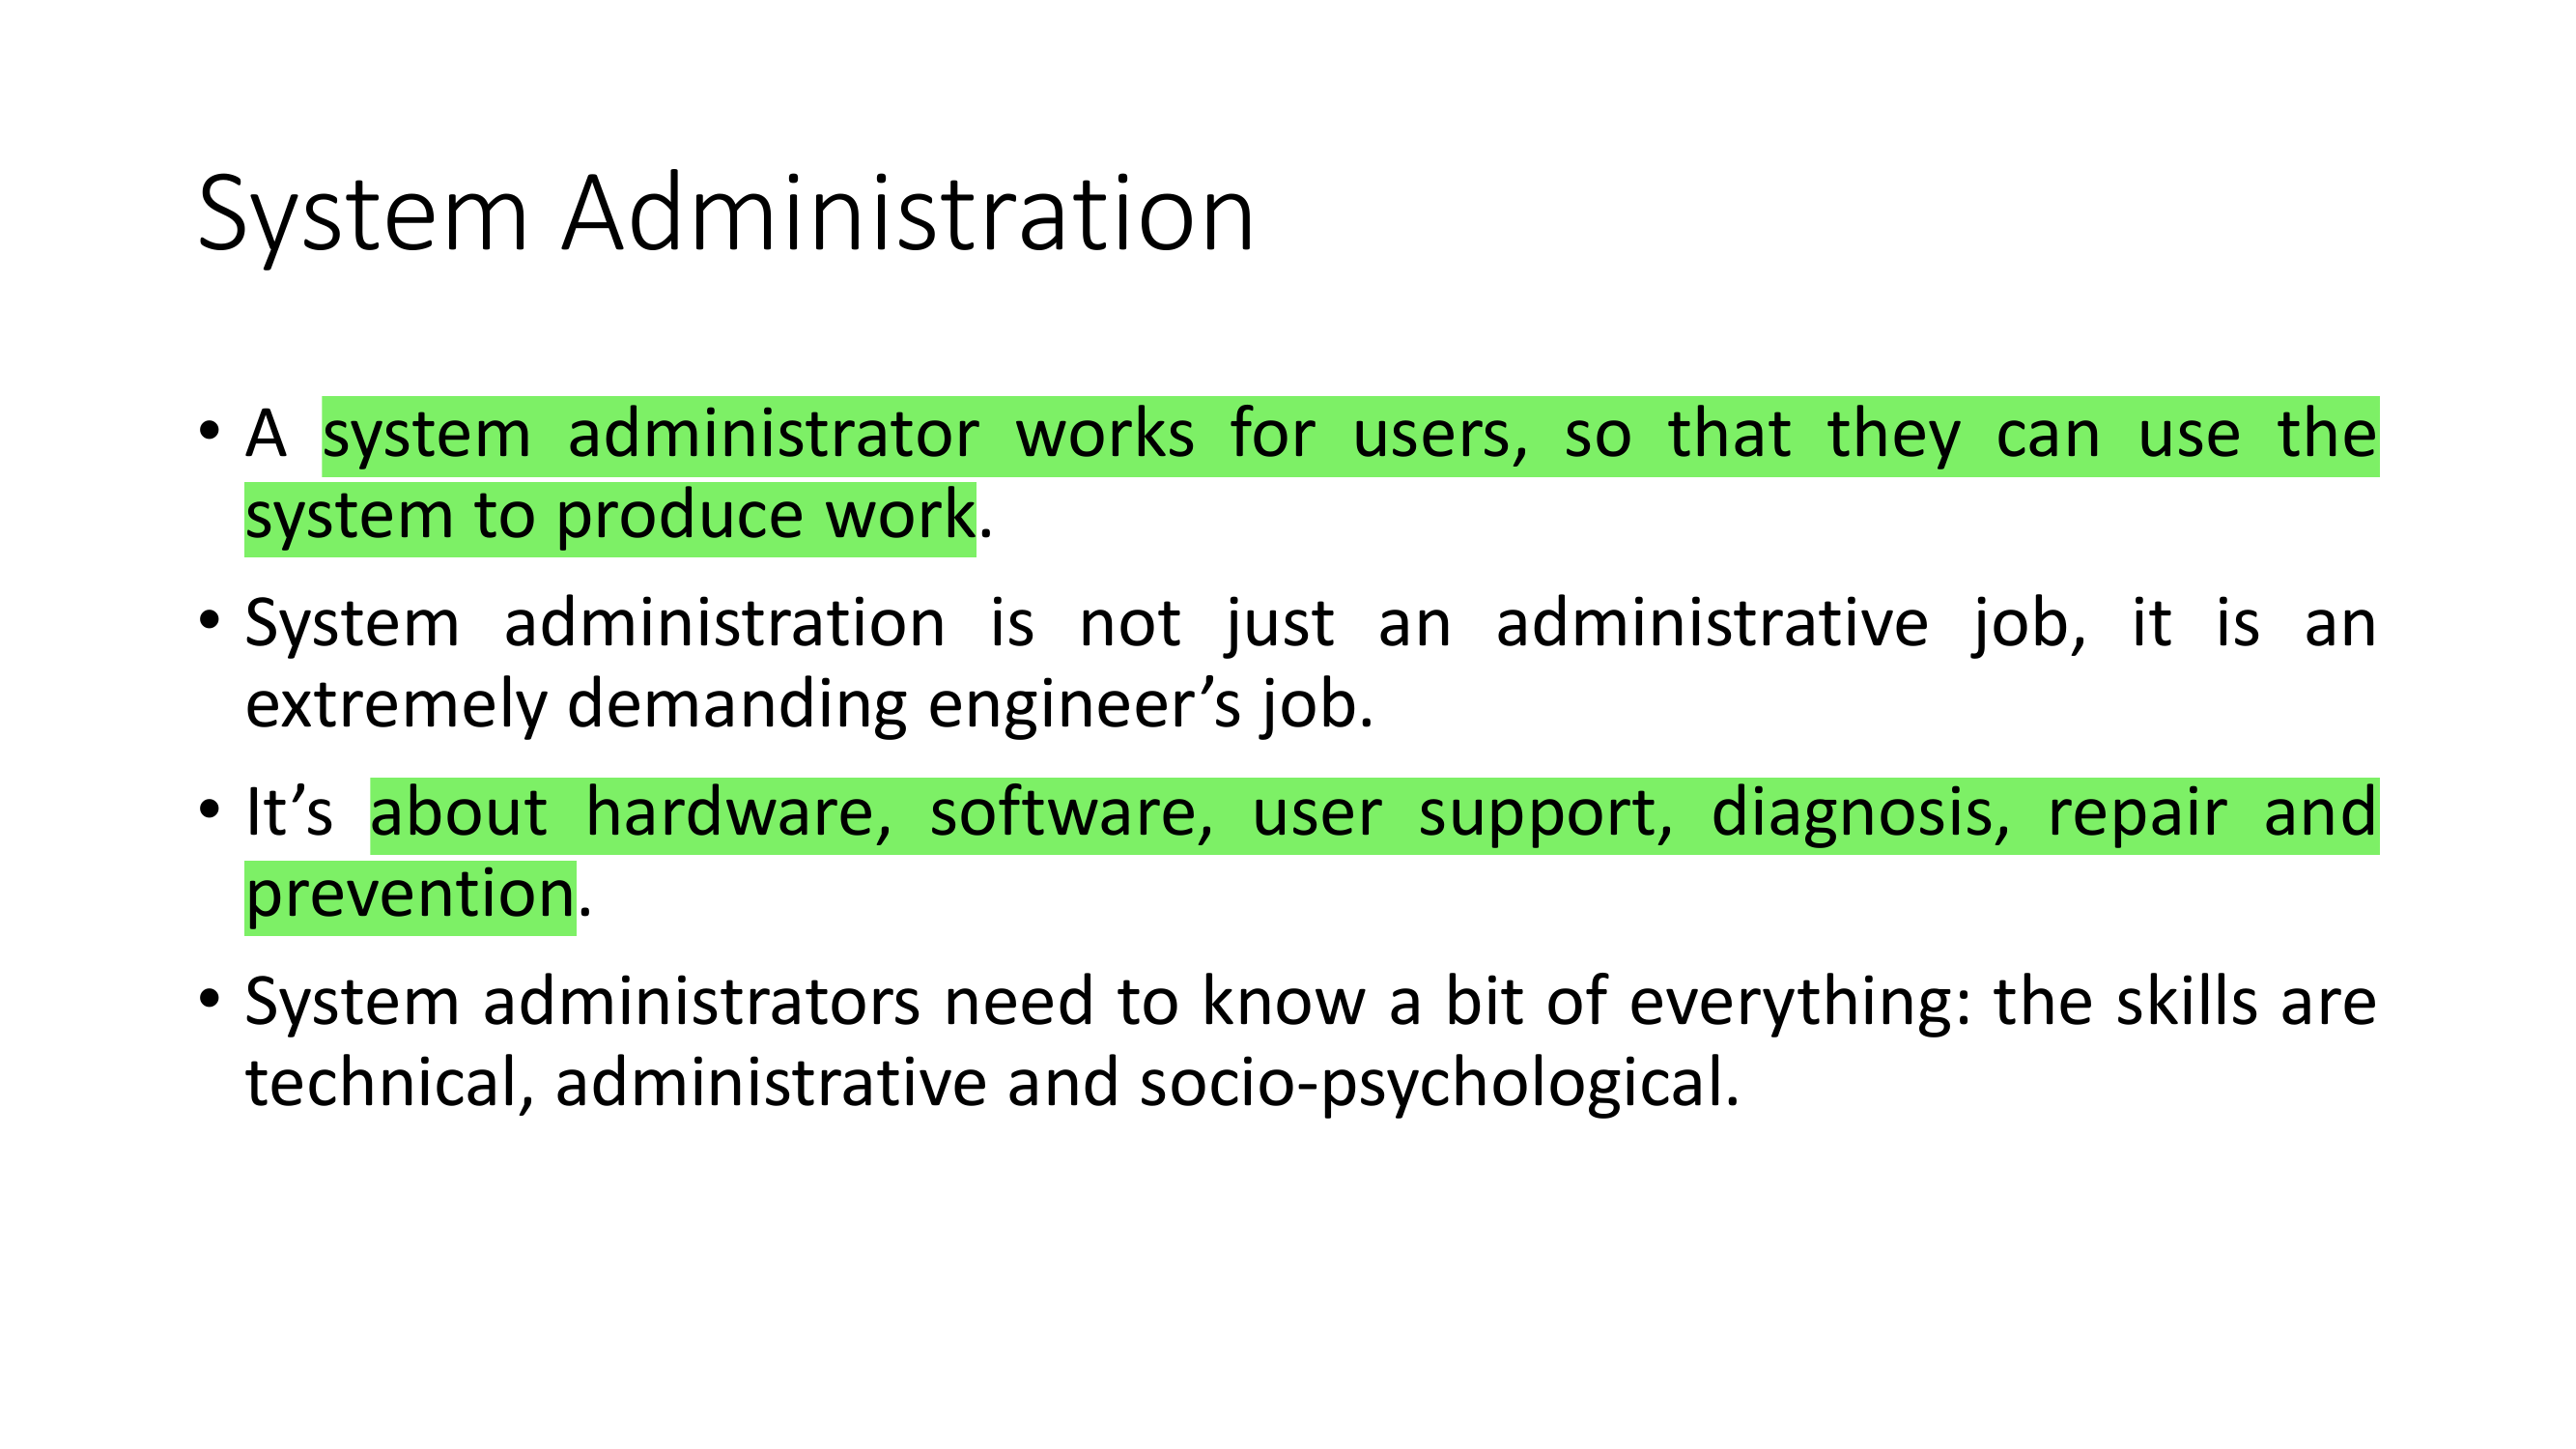 System Administration
• A system administrator works for users, so that they can use the
system to produce work.
• System administration is not just an administrative job, it is an
extremely demanding engineer’s job.
• It’s about hardware, software, user support, diagnosis, repair and
prevention.
• System administrators need to know a bit of everything: the skills are
technical, administrative and socio-psychological.